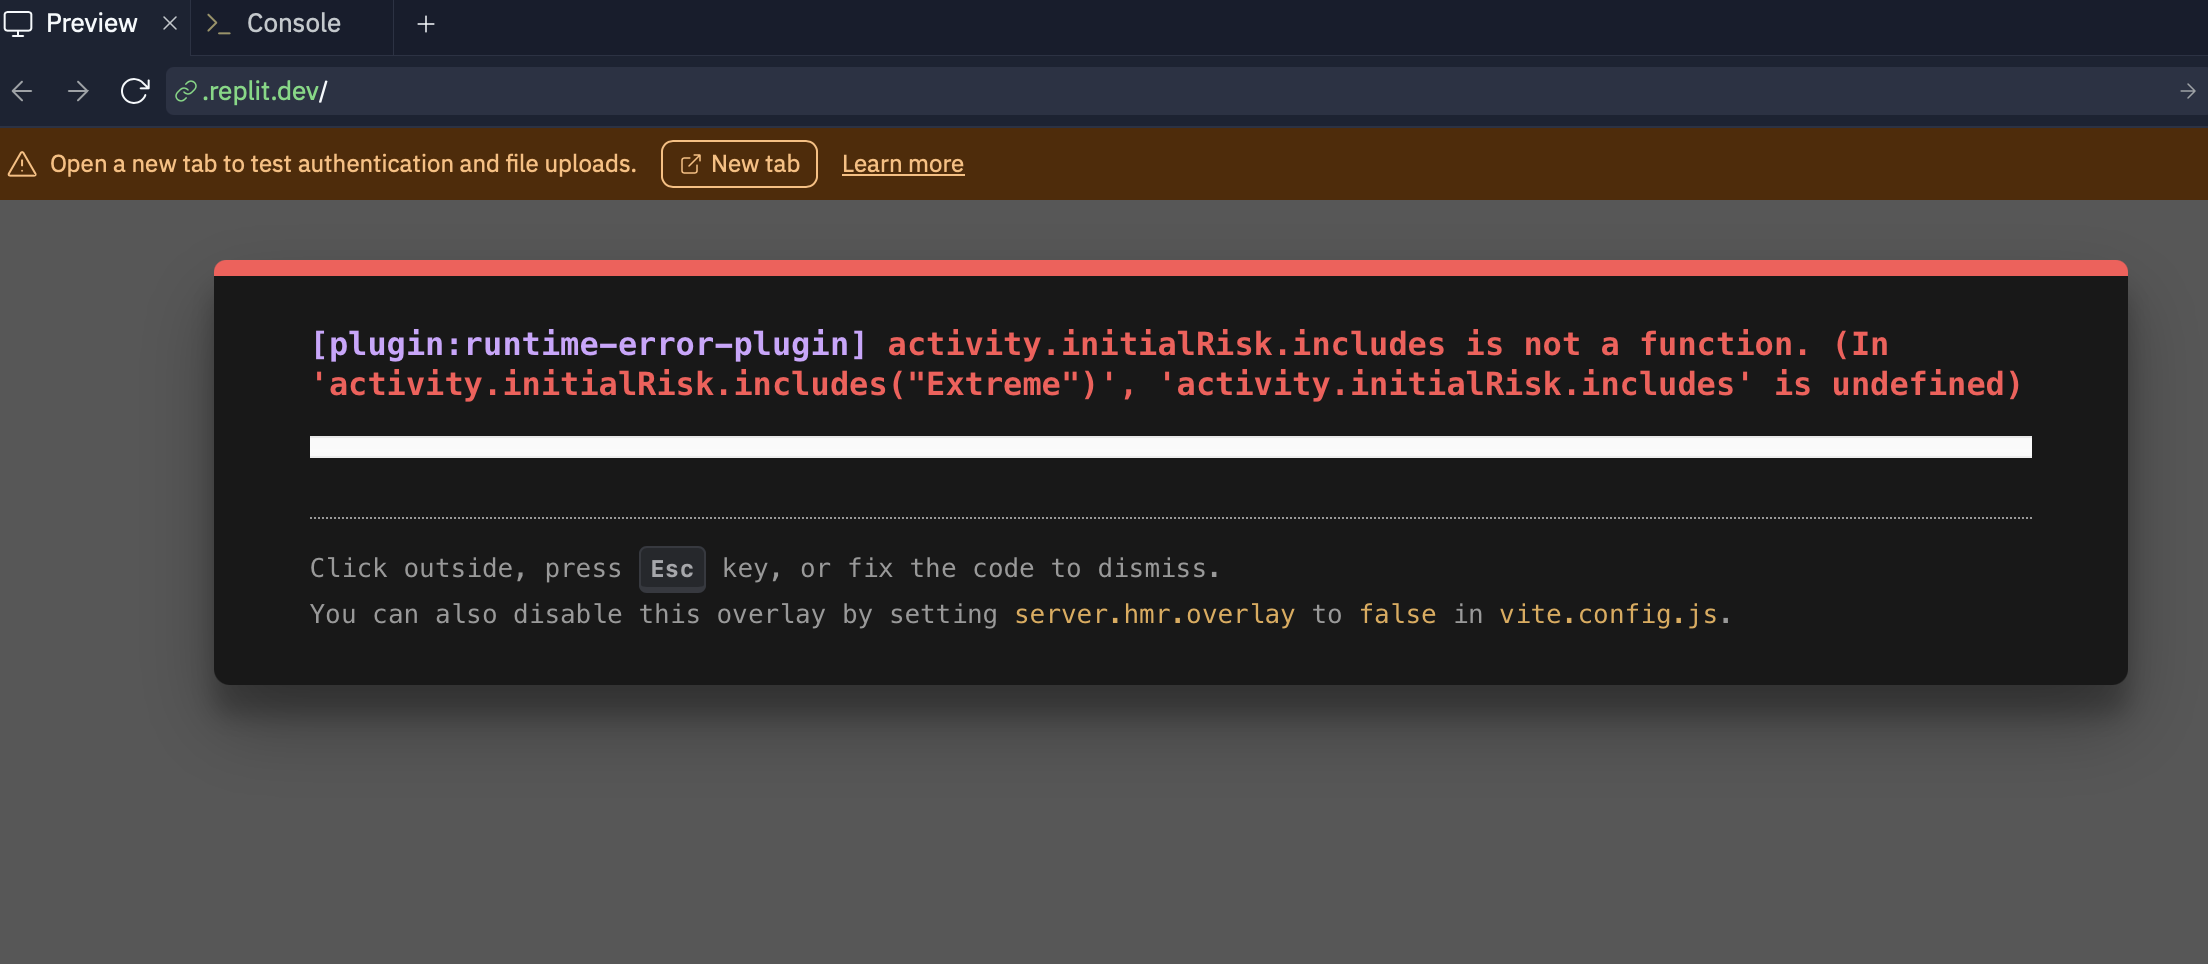 Preview
>_ Console
.replit.dev/
Open a new tab to test authentication and file uploads. New tab Learn more
[plugin:runtime-error-plugin] activity.initialRisk.includes is not a function. (In
'activity.initialRisk.includes("Extreme")', 'activity.initialRisk.includes' is undefined)
Click outside, press Esc key, or fix the code to dismiss.
You can also disable this overlay by setting server.hmr.overlay to false in vite.config.js.